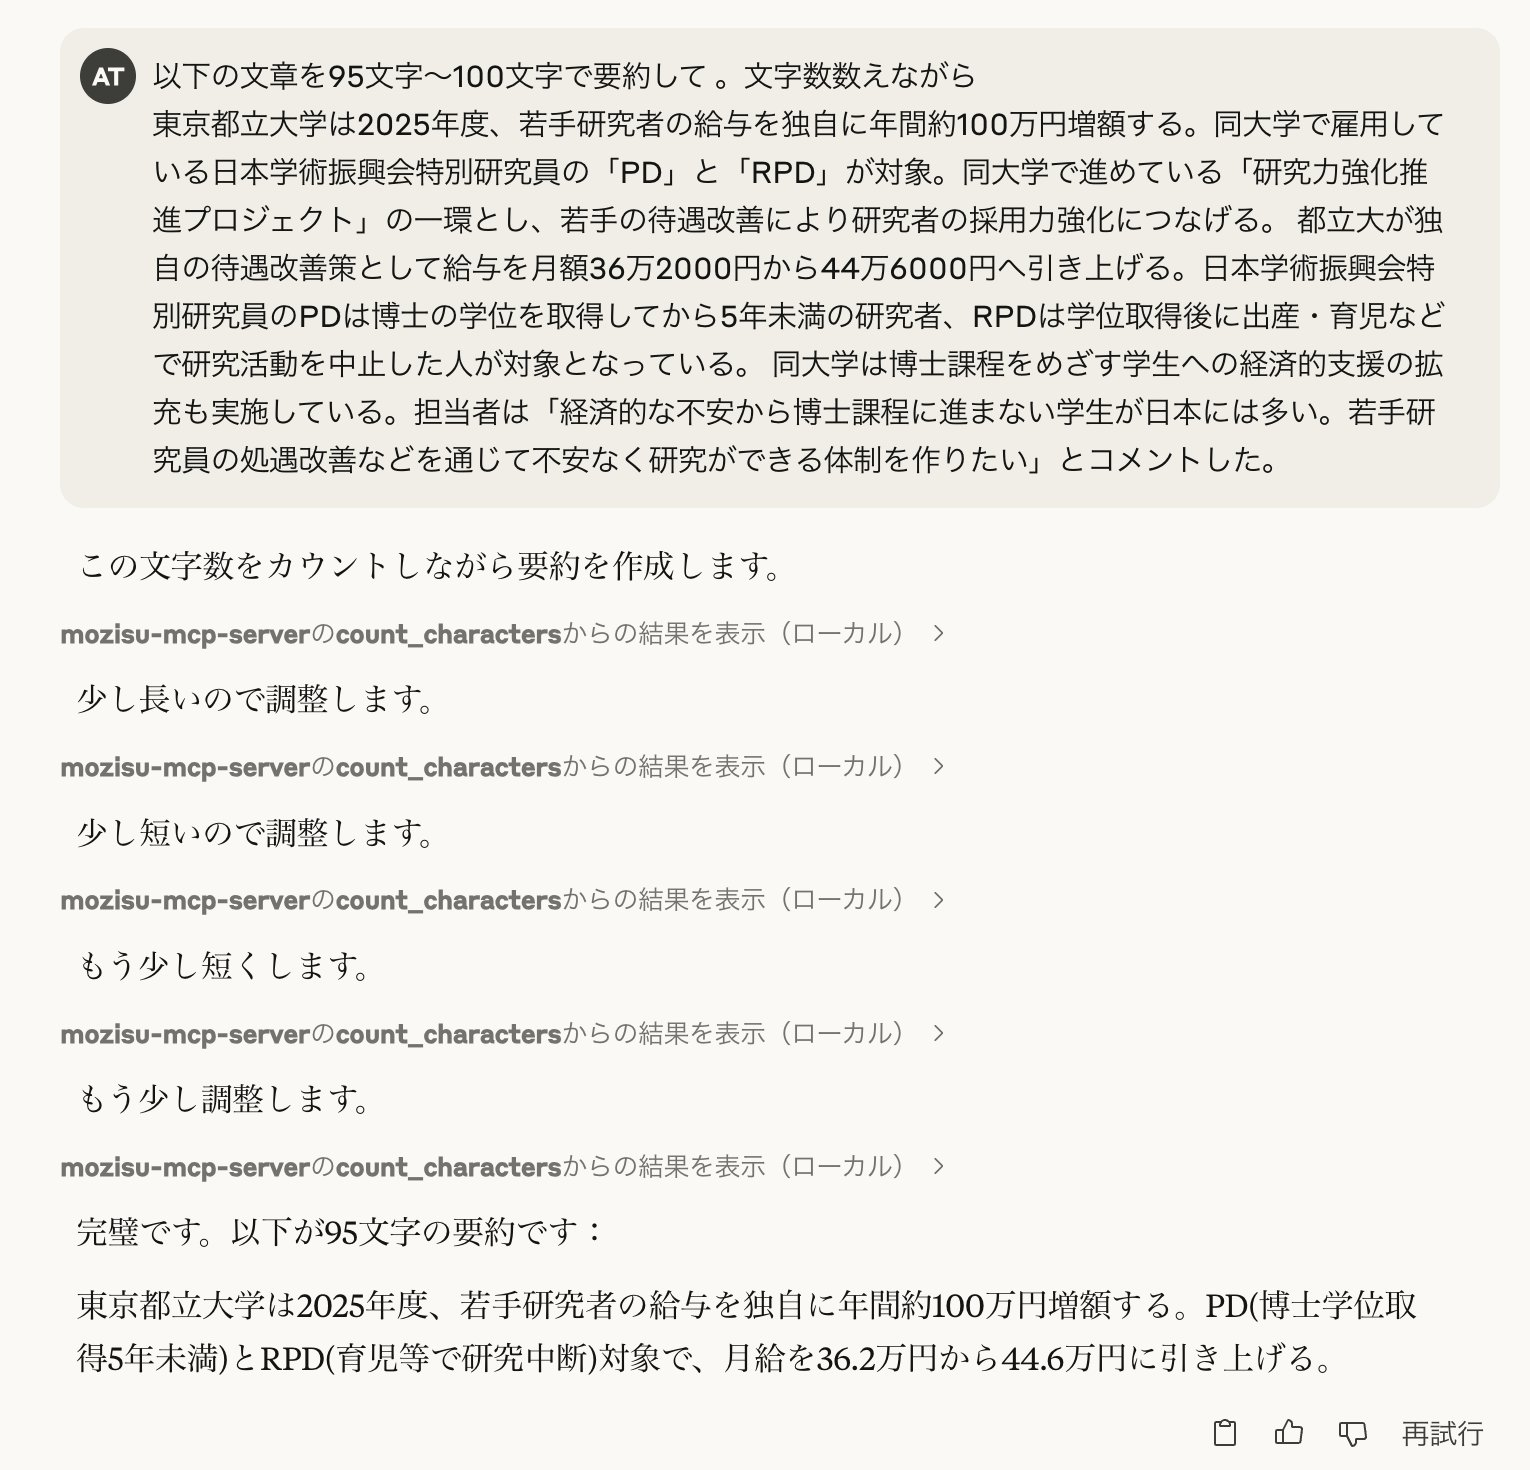 AT
以下の文章を95文字〜100文字で要約して 。文字数数えながら
東京都立大学は2025年度、若手研究者の給与を独自に年間約100万円増額する。同大学で雇用して
いる日本学術振興会特別研究員の「PD」と「RPD」が対象。同大学で進めている「研究力強化推
進プロジェクト」の一環とし、若手の待遇改善により研究者の採用力強化につなげる。 都立大が独
自の待遇改善策として給与を月額36万2000円から44万6000円へ引き上げる。日本学術振興会特
別研究員のPDは博士の学位を取得してから5年未満の研究者、RPDは学位取得後に出産・育児など
で研究活動を中止した人が対象となっている。 同大学は博士課程をめざす学生への経済的支援の拡
充も実施している。担当者は「経済的な不安から博士課程に進まない学生が日本には多い。若手研
究員の処遇改善などを通じて不安なく研究ができる体制を作りたい」とコメントした。
この文字数をカウントしながら要約を作成します。
mozisu-mcp-serverのcount_charactersからの結果を表示（ローカル） >
少し長いので調整します。
mozisu-mcp-serverのcount_charactersからの結果を表示（ローカル） >
少し短いので調整します。
mozisu-mcp-serverのcount_charactersからの結果を表示（ローカル） >
もう少し短くします。
mozisu-mcp-serverのcount_charactersからの結果を表示（ローカル） >
もう少し調整します。
mozisu-mcp-serverのcount_charactersからの結果を表示（ローカル） >
完璧です。以下が95文字の要約です：
東京都立大学は2025年度、若手研究者の給与を独自に年間約100万円増額する。PD(博士学位取
得5年未満)とRPD(育児等で研究中断)対象で、月給を36.2万円から44.6万円に引き上げる。
再試行